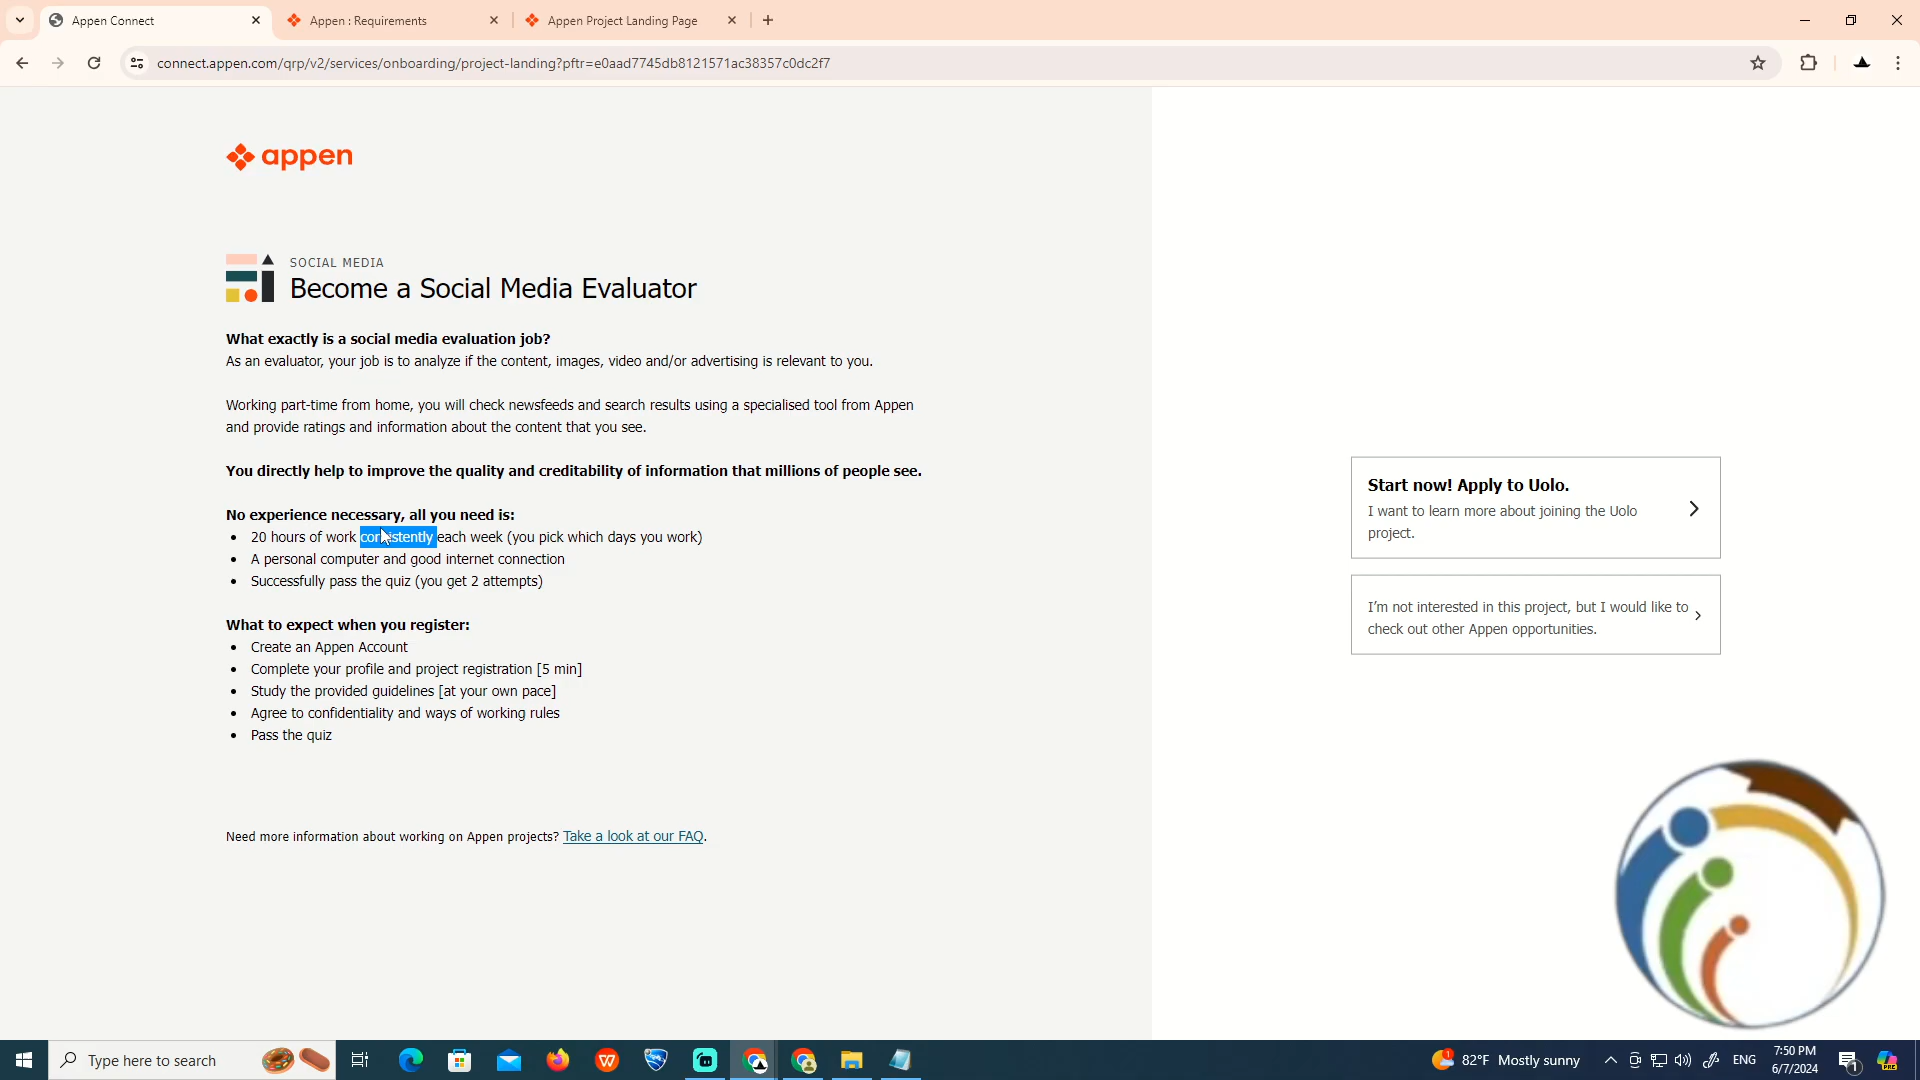 Appen Connect
Appen : Requirements
Appen Project Landing Page
connect.appen.com/qrp/v2/services/onboarding/project-landing?pftr=e0aad7745db8121571ac38357c0dc2f7
appen
SOCIAL MEDIA
Become a Social Media Evaluator
What exactly is a social media evaluation job?
As an evaluator, your job is to analyze if the content, images, video and/or advertising is relevant to you.
Working part-time from home, you will check newsfeeds and search results using a specialised tool from Appen
and provide ratings and information about the content that you see.
You directly help to improve the quality and creditability of information that millions of people see.
No experience necessary, all you need is:
• 20 hours of work consistently each week (you pick which days you work)
• A personal computer and good internet connection
• Successfully pass the quiz (you get 2 attempts)
What to expect when you register:
• Create an Appen Account
• Complete your profile and project registration [5 min]
• Study the provided guidelines [at your own pace]
• Agree to confidentiality and ways of working rules
• Pass the quiz
Need more information about working on Appen projects? Take a look at our FAQ.
Start now! Apply to Uolo.
I want to learn more about joining the Uolo
project.
I'm not interested in this project, but I would like to
check out other Appen opportunities.
Type here to search
82°F Mostly sunny
ENG
7:50 PM
6/7/2024